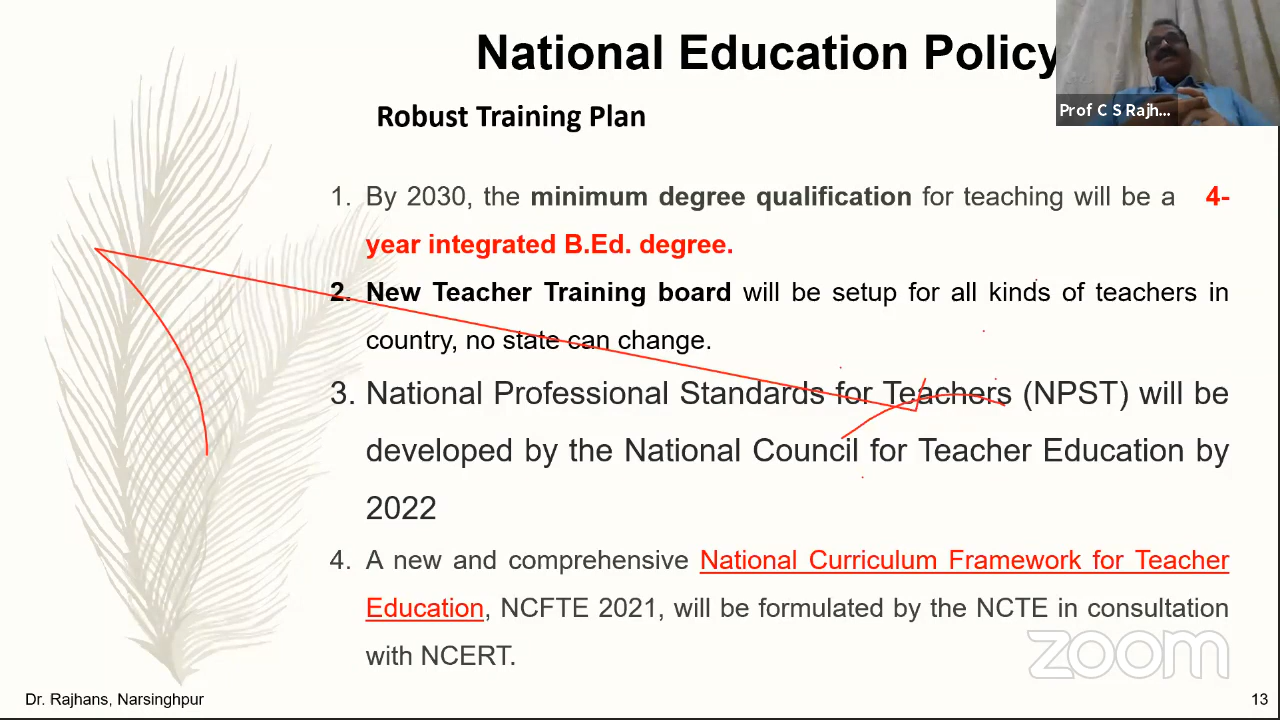 National Education Policy
Prof C S Rajh...
Robust Training Plan
1. By 2030, the minimum degree qualification for teaching will be a 4-
year integrated B.Ed. degree.
2. New Teacher Training board will be setup for all kinds of teachers in
country, no state can change.
3. National Professional Standards for Teachers (NPST) will be
developed by the National Council for Teacher Education by
2022
4. A new and comprehensive National Curriculum Framework for Teacher
Education, NCFTE 2021, will be formulated by the NCTE in consultation
with NCERT.
zoom
Dr. Rajhans, Narsinghpur
13